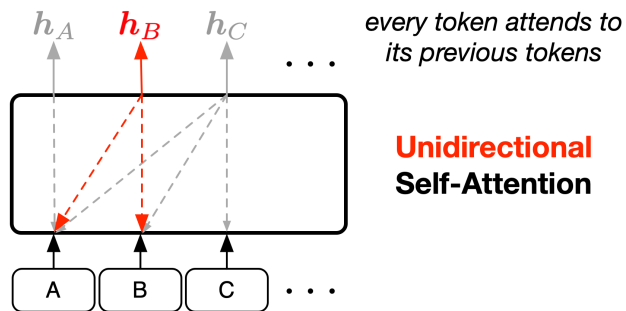 h_A h_B h_C ...
every token attends to
its previous tokens
Unidirectional
Self-Attention
A B C ...